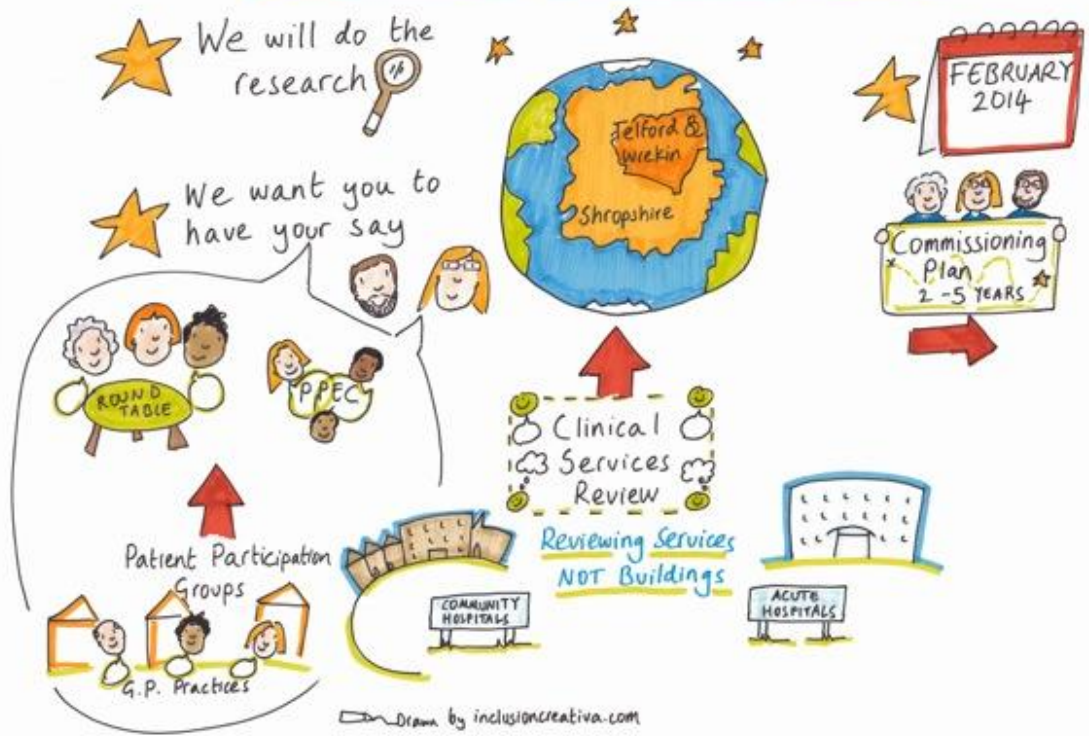 We will do the
research
We want you to
have your say
ROUND
TABLE
PPEC
Patient Participation
Groups
G.P. Practices
Telford &
Wrekin
Shropshire
Clinical
Services
Review
Reviewing Services
NOT Buildings
COMMUNITY
HOSPITALS
ACUTE
HOSPITALS
FEBRUARY
2014
Commissioning
Plan
2-5 YEARS
Drawn by inclusioncreativa.com